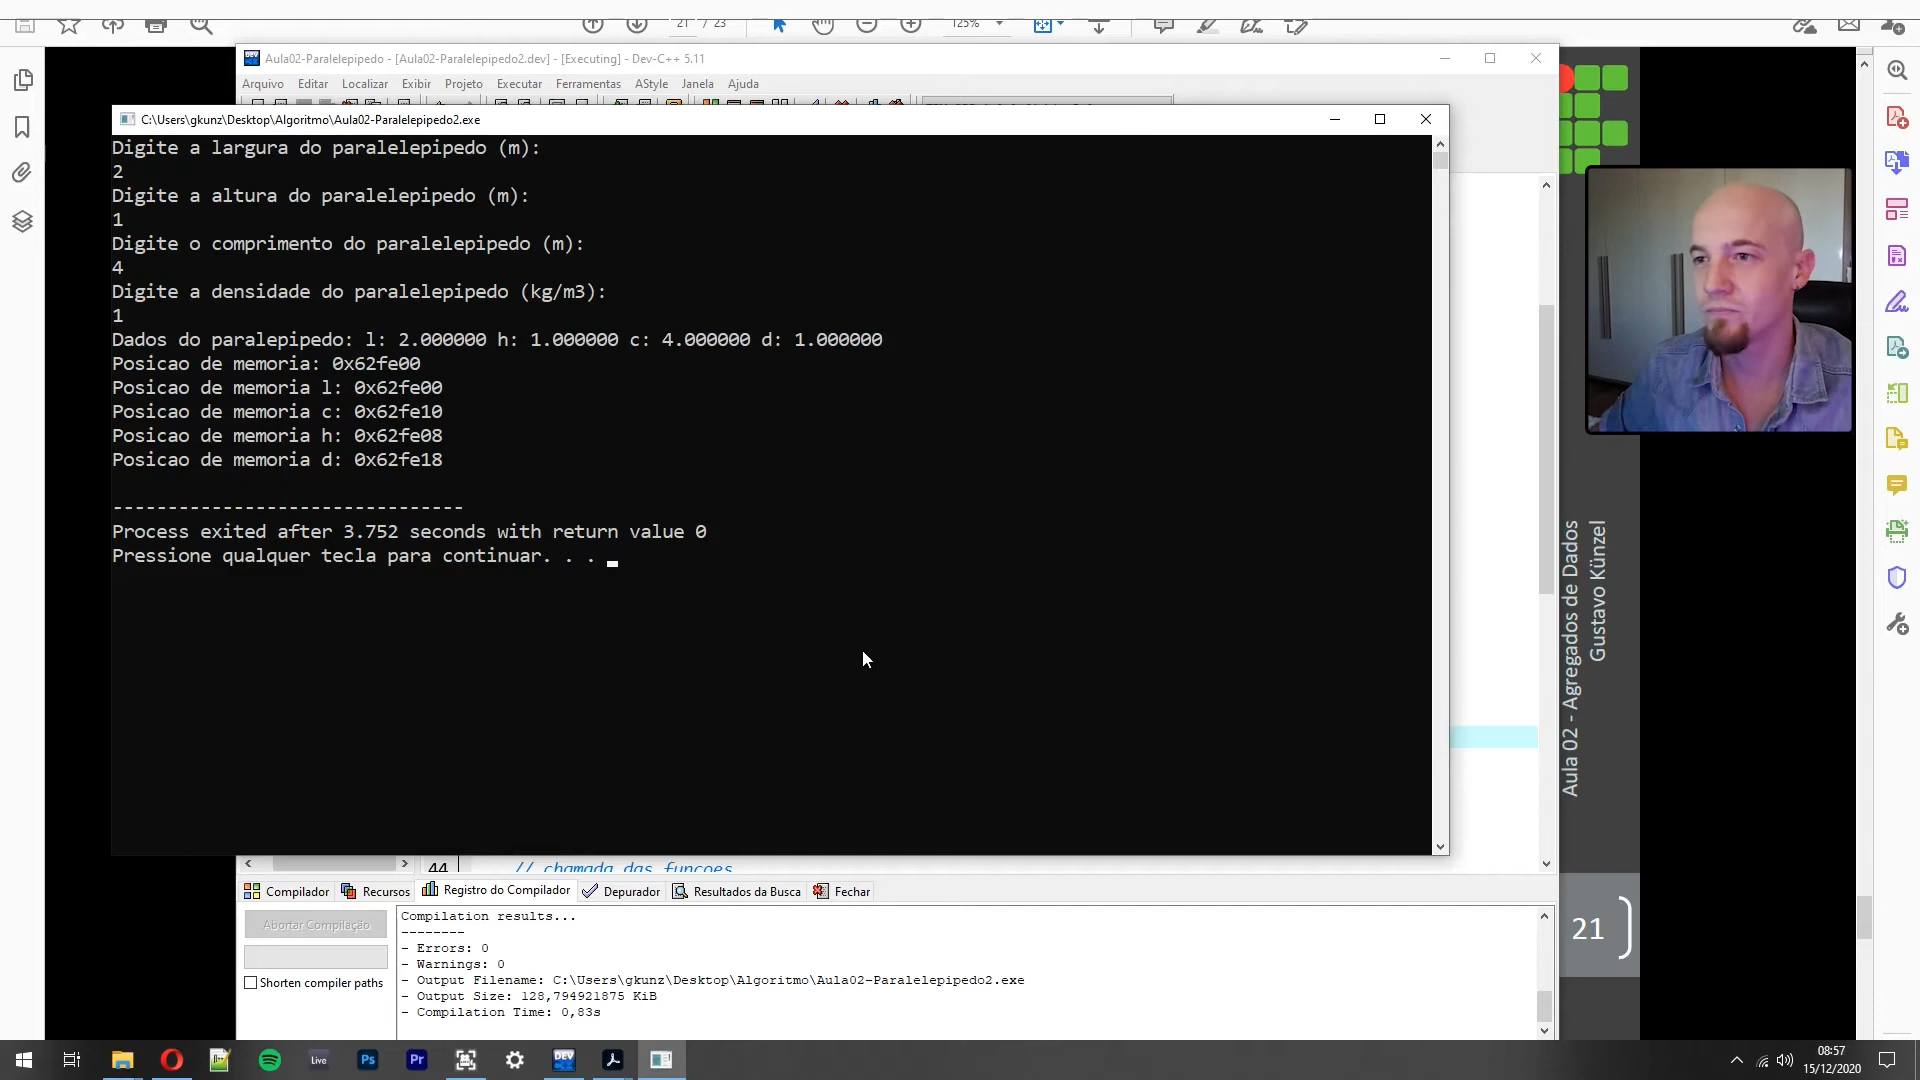 21 / 23
125%
Aula02-Paralelepipedo - [Aula02-Paralelepipedo2.dev] - [Executing] - Dev-C++ 5.11
Arquivo Editar Localizar Exibir Projeto Executar Ferramentas AStyle Janela Ajuda
C:\Users\gkunz\Desktop\Algoritmo\Aula02-Paralelepipedo2.exe
Digite a largura do paralelepipedo (m):
2
Digite a altura do paralelepipedo (m):
1
Digite o comprimento do paralelepipedo (m):
4
Digite a densidade do paralelepipedo (kg/m3):
1
Dados do paralepipedo: l: 2.000000 h: 1.000000 c: 4.000000 d: 1.000000
Posicao de memoria: 0x62fe00
Posicao de memoria l: 0x62fe00
Posicao de memoria c: 0x62fe10
Posicao de memoria h: 0x62fe08
Posicao de memoria d: 0x62fe18
--------------------------------
Process exited after 3.752 seconds with return value 0
Pressione qualquer tecla para continuar. . .
Aula 02 - Agregados de Dados
Gustavo Künzel
21
44 // chamada das funcoes
Compilador Recursos Registro do Compilador Depurador Resultados da Busca Fechar
Abortar Compilação
Shorten compiler paths
Compilation results...
--------
- Errors: 0
- Warnings: 0
- Output Filename: C:\Users\gkunz\Desktop\Algoritmo\Aula02-Paralelepipedo2.exe
- Output Size: 128,794921875 KiB
- Compilation Time: 0,83s
Live
Ps
Pr
DEV
08:57
15/12/2020